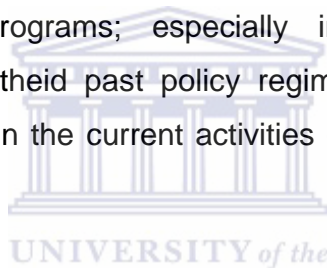 rograms; especially i
theid past policy regim
n the current activities
UNIVERSITY of the